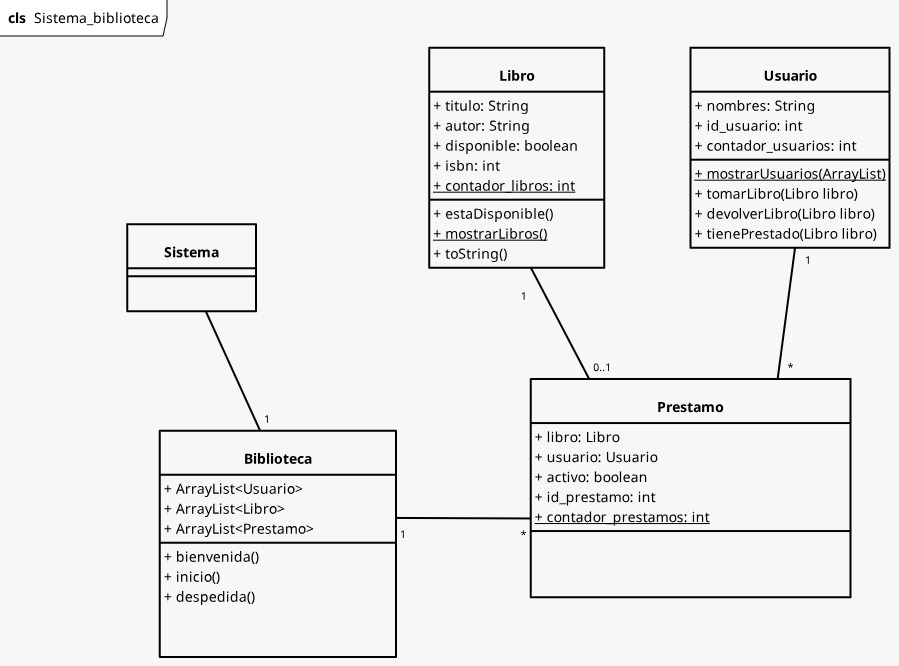 cls Sistema_biblioteca
Libro
+ titulo: String
+ autor: String
+ disponible: boolean
+ isbn: int
+ contador_libros: int
+ estaDisponible()
+ mostrarLibros()
+ toString()
Usuario
+ nombres: String
+ id_usuario: int
+ contador_usuarios: int
+ mostrarUsuarios(ArrayList)
+ tomarLibro(Libro libro)
+ devolverLibro(Libro libro)
+ tienePrestado(Libro libro)
Sistema
1
1
0..1
*
1
Prestamo
+ libro: Libro
+ usuario: Usuario
+ activo: boolean
+ id_prestamo: int
+ contador_prestamos: int
Biblioteca
+ ArrayList<Usuario>
+ ArrayList<Libro>
+ ArrayList<Prestamo>
+ bienvenida()
+ inicio()
+ despedida()
1
*